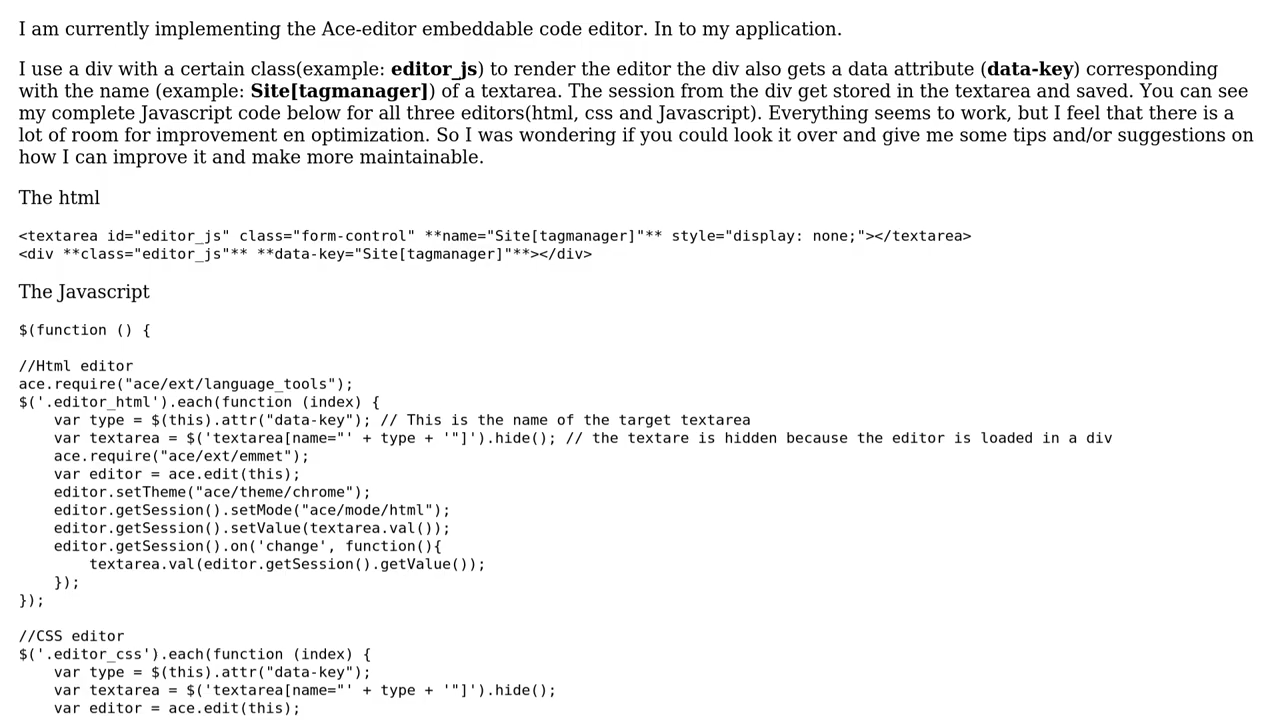 I am currently implementing the Ace-editor embeddable code editor. In to my application.
I use a div with a certain class(example: editor_js) to render the editor the div also gets a data attribute (data-key) corresponding
with the name (example: Site[tagmanager]) of a textarea. The session from the div get stored in the textarea and saved. You can see
my complete Javascript code below for all three editors(html, css and Javascript). Everything seems to work, but I feel that there is a
lot of room for improvement en optimization. So I was wondering if you could look it over and give me some tips and/or suggestions on
how I can improve it and make more maintainable.
The html
<textarea id="editor_js" class="form-control" **name="Site[tagmanager]"** style="display: none;"></textarea>
<div **class="editor_js"** **data-key="Site[tagmanager]"**></div>
The Javascript
$(function () {
//Html editor
ace.require("ace/ext/language_tools");
$('.editor_html').each(function (index) {
    var type = $(this).attr("data-key"); // This is the name of the target textarea
    var textarea = $('textarea[name="' + type + '"]').hide(); // the textare is hidden because the editor is loaded in a div
    ace.require("ace/ext/emmet");
    var editor = ace.edit(this);
    editor.setTheme("ace/theme/chrome");
    editor.getSession().setMode("ace/mode/html");
    editor.getSession().setValue(textarea.val());
    editor.getSession().on('change', function(){
        textarea.val(editor.getSession().getValue());
    });
});
//CSS editor
$('.editor_css').each(function (index) {
    var type = $(this).attr("data-key");
    var textarea = $('textarea[name="' + type + '"]').hide();
    var editor = ace.edit(this);